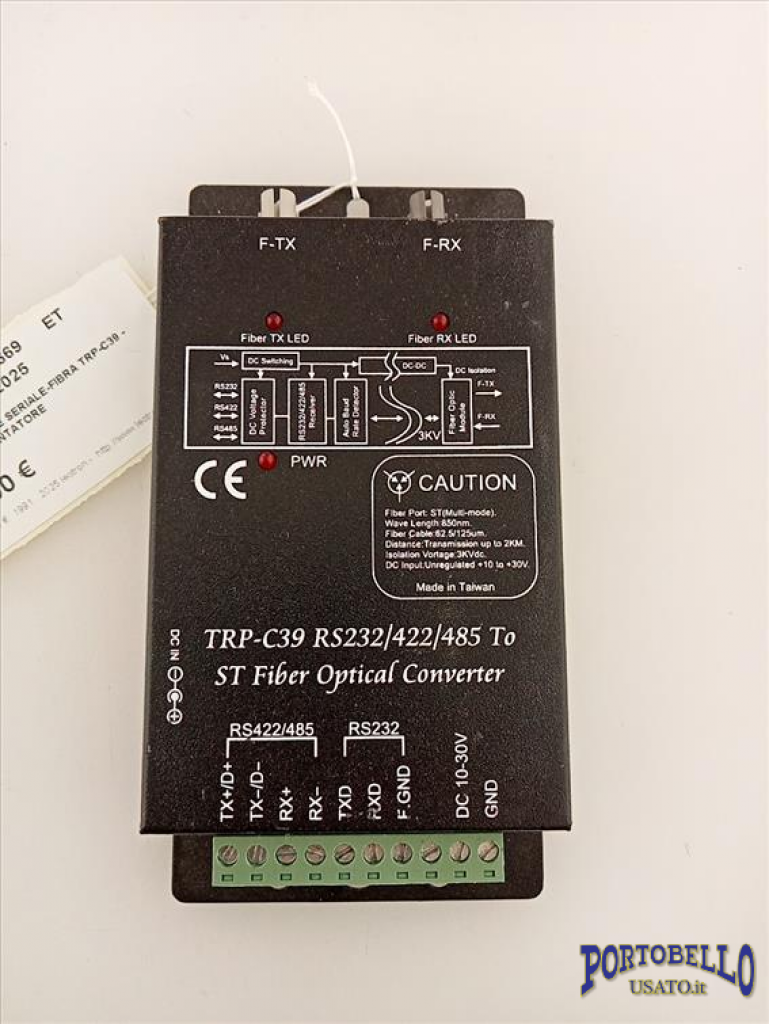 F-TX
F-RX
Fiber TX LED
Fiber RX LED
Vs
DC Switching
DC-DC
DC Isolation
RS232
RS422
RS485
DC Voltage Protector
RS232/422/485 Receiver
Auto Baud Rate Detector
3KV
Fiber Optic Module
F-TX
F-RX
CE
PWR
CAUTION
Fiber Port: ST(Multi-mode).
Wave Length:850nm.
Fiber Cable:62.5/125um.
Distance:Transmission up to 2KM.
Isolation Vortage:3KVdc.
DC Input:Unregulated +10 to +30V.
Made in Taiwan
TRP-C39 RS232/422/485 To
ST Fiber Optical Converter
DC IN
RS422/485
RS232
TX+/D+
TX-/D-
RX+
RX-
TXD
RXD
F.GND
DC 10-30V
GND
569 ET
2025
E SERIALE-FIBRA TRP-C39 -
NTATORE
0 €
PORTOBELLO
USATO.it